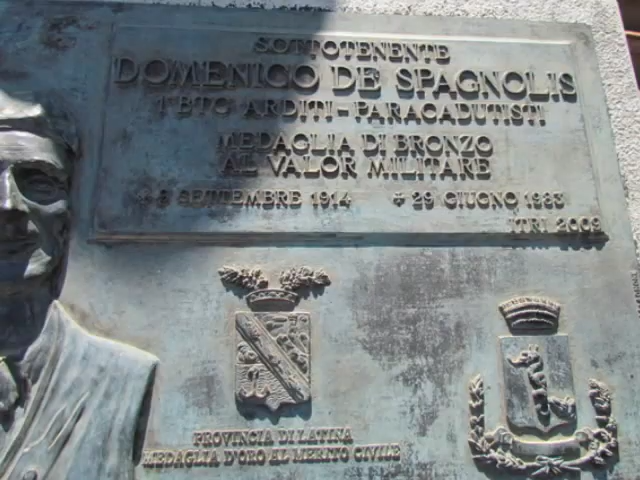 SOTTOTENENTE
DOMENICO DE SPAGNOLIS
1° BTG ARDITI - PARACADUTISTI
MEDAGLIA DI BRONZO
AL VALOR MILITARE
* 8 SETTEMBRE 1914 + 29 GIUGNO 1983
ITRI 2009
PROVINCIA DI LATINA
MEDAGLIA D'ORO AL MERITO CIVILE